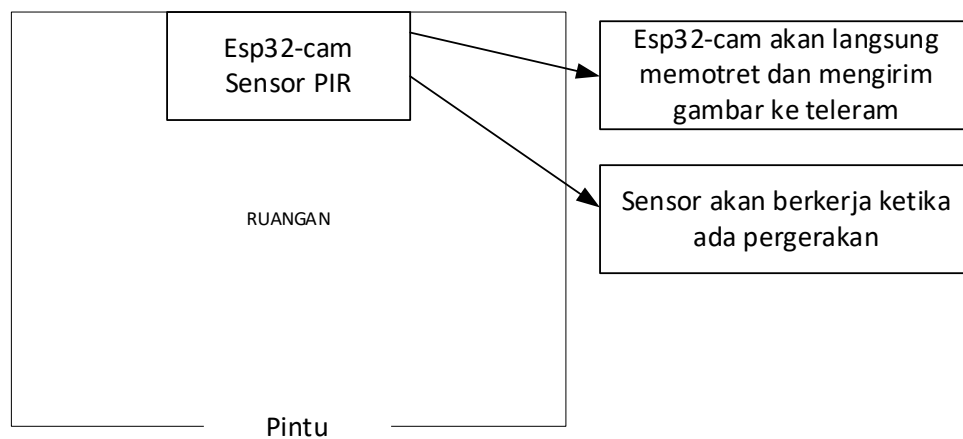 Esp32-cam
Sensor PIR
Esp32-cam akan langsung
memotret dan mengirim
gambar ke teleram
Sensor akan berkerja ketika
ada pergerakan
RUANGAN
Pintu